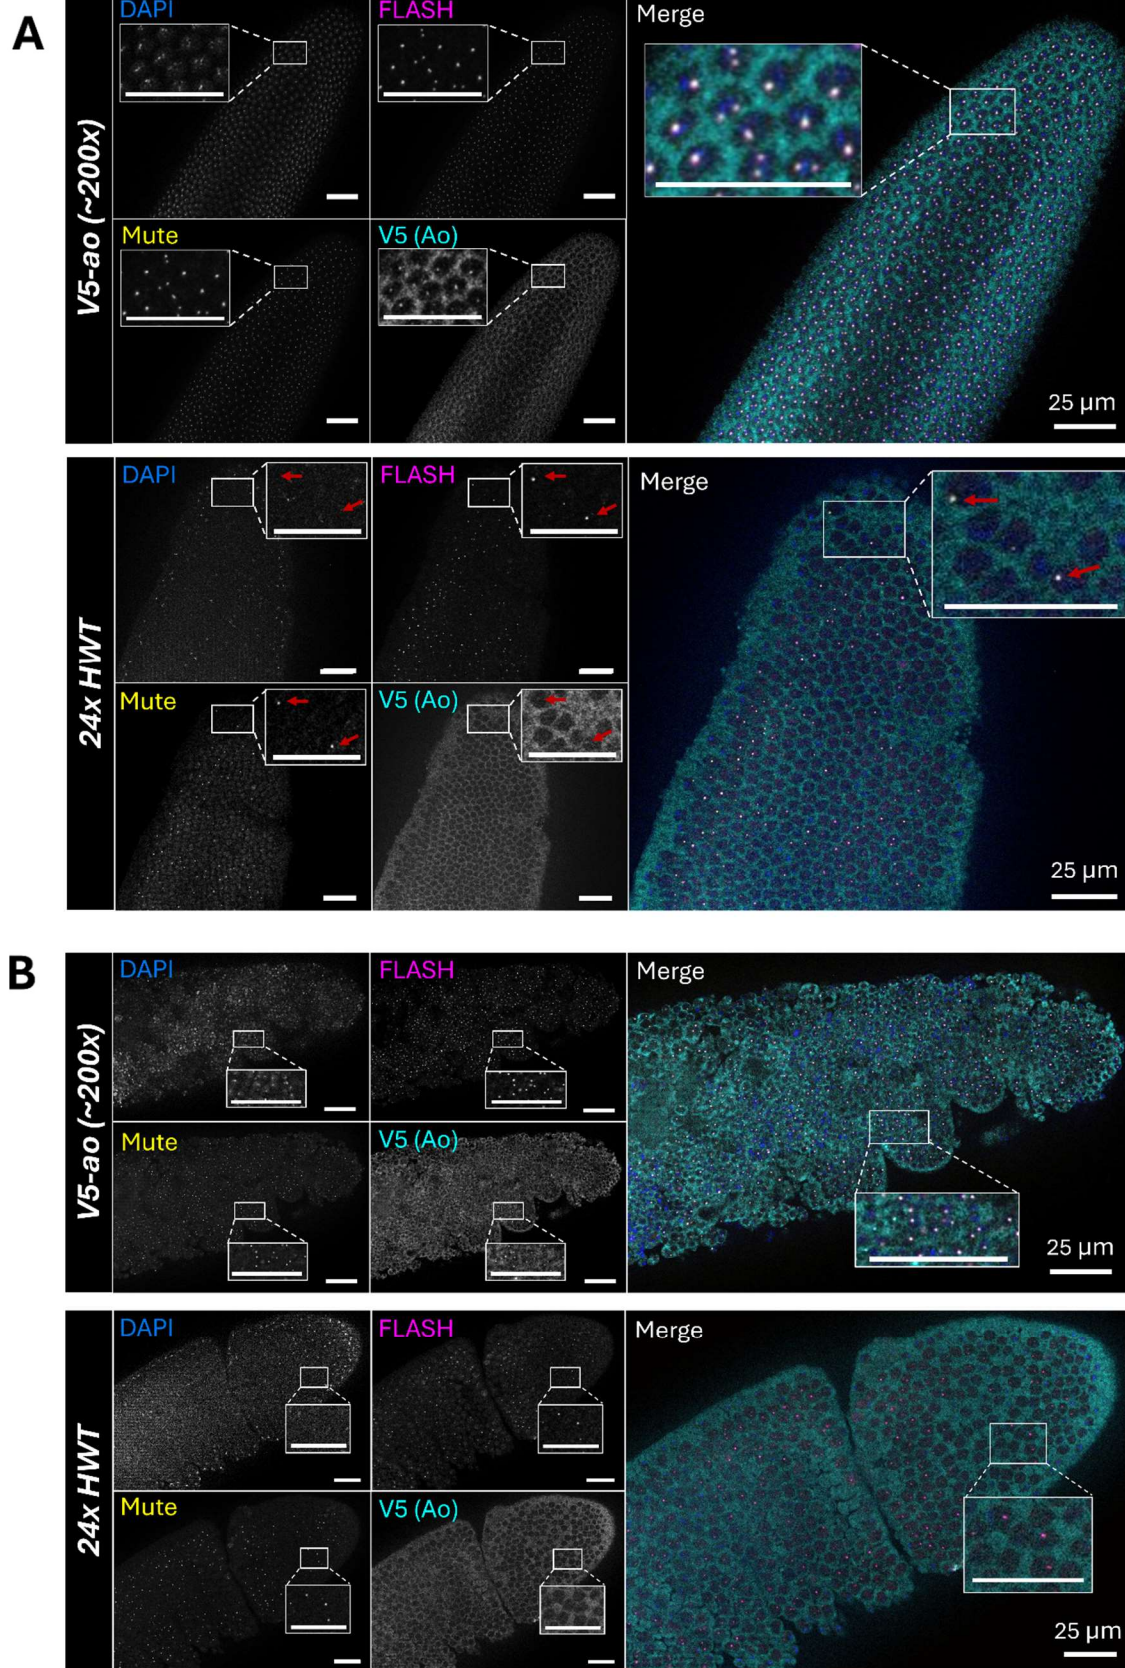 A
V5-ao (~200x)
DAPI
FLASH
Merge
Mute
V5 (Ao)
25 µm
24x HWT
DAPI
FLASH
Merge
Mute
V5 (Ao)
25 µm
B
V5-ao (~200x)
DAPI
FLASH
Merge
Mute
V5 (Ao)
25 µm
24x HWT
DAPI
FLASH
Merge
Mute
V5 (Ao)
25 µm